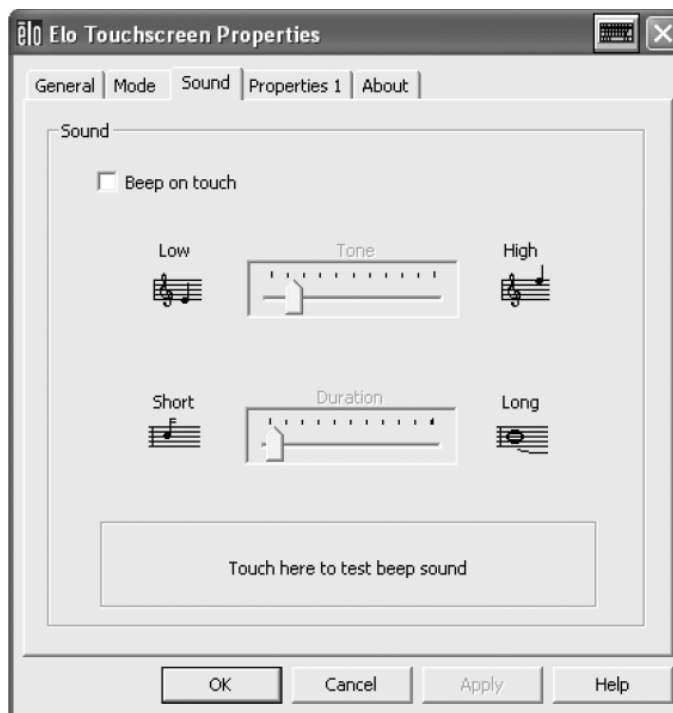 ēlo Elo Touchscreen Properties
General Mode Sound Properties 1 About
Sound
Beep on touch
Low Tone High
Short Duration Long
Touch here to test beep sound
OK Cancel Apply Help